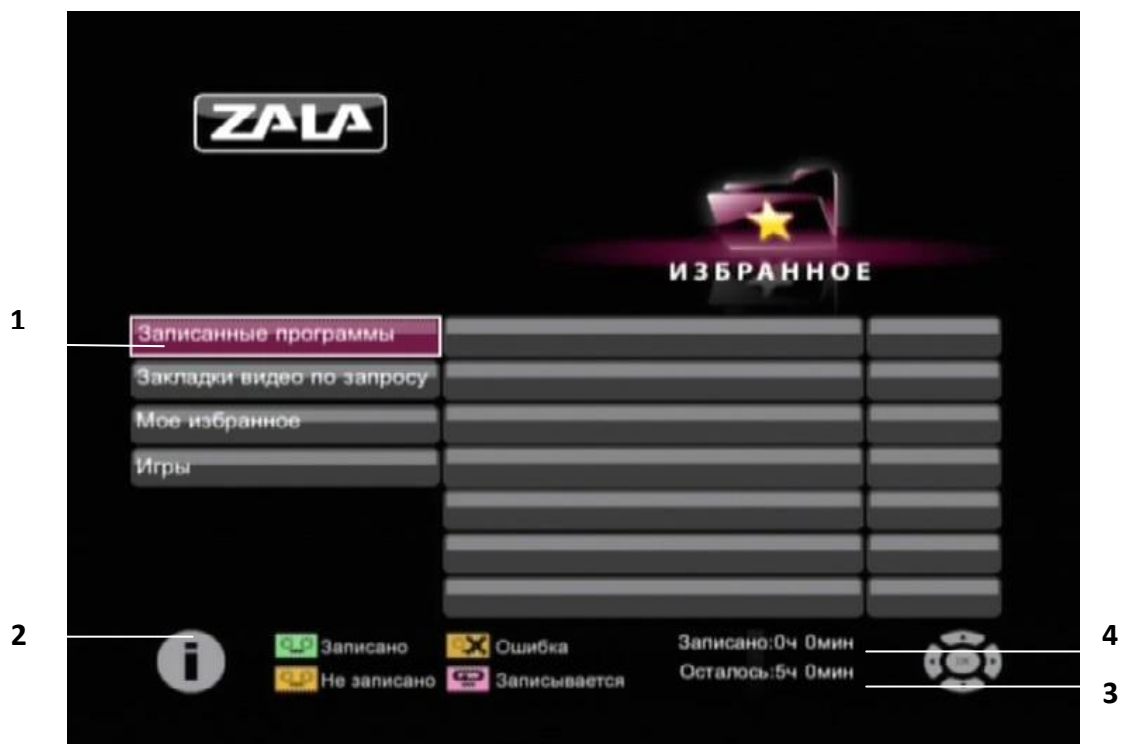 ZALA
ИЗБРАННОЕ
1
Записанные программы
Закладки видео по запросу
Мое избранное
Игры
2
i
Записано
Ошибка
Записано:0ч 0мин
4
Не записано
Записывается
Осталось:5ч 0мин
3